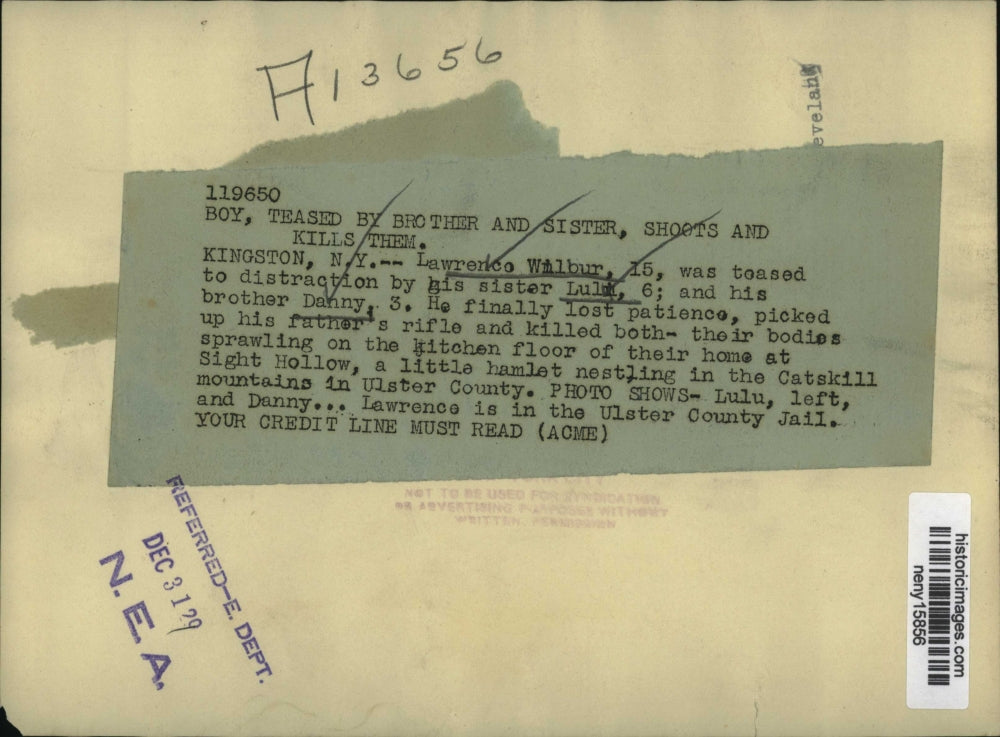 A13656
eveland
119650
BOY, TEASED BY BROTHER AND SISTER, SHOOTS AND
KILLS THEM.
KINGSTON, N.Y.-- Lawrence Wilbur, 15, was teased
to distraction by his sister Lulu, 6; and his
brother Danny, 3. He finally lost patience, picked
up his father's rifle and killed both- their bodies
sprawling on the kitchen floor of their home at
Sight Hollow, a little hamlet nestling in the Catskill
mountains in Ulster County. PHOTO SHOWS- Lulu, left,
and Danny... Lawrence is in the Ulster County Jail.
YOUR CREDIT LINE MUST READ (ACME)
NOT TO BE USED FOR SYNDICATION
OR ADVERTISING PURPOSES WITHOUT
WRITTEN PERMISSION
REFERRED-E. DEPT.
DEC 31 29
N. E. A.
historicimages.com
neny15856